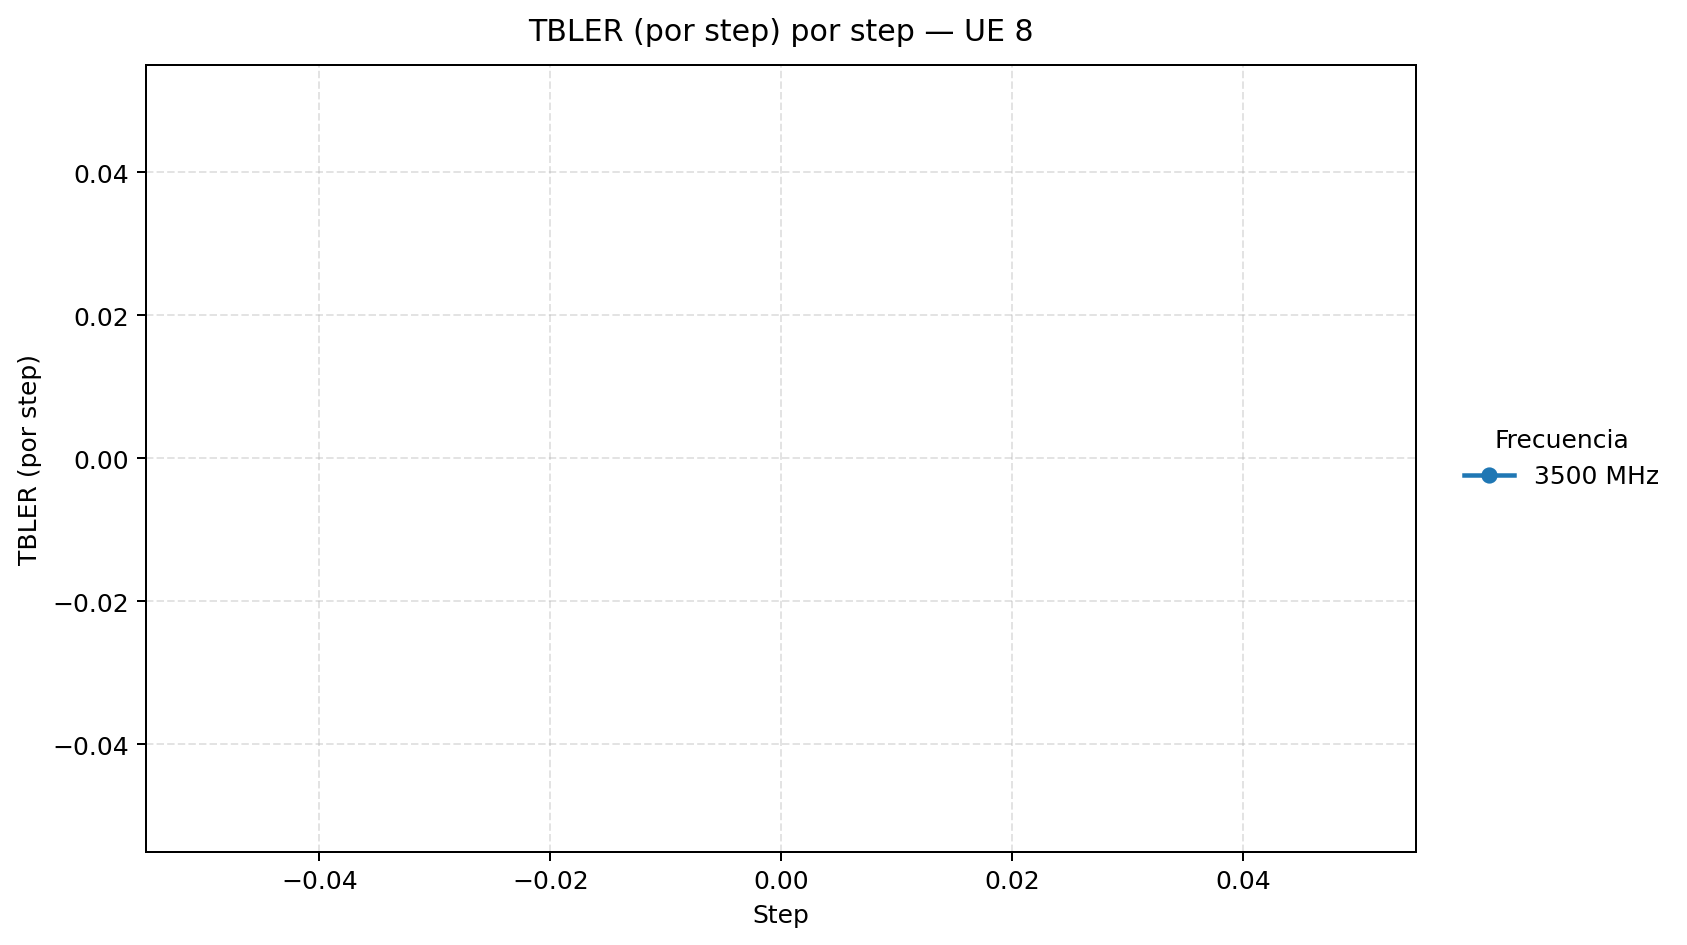 TBLER (por step) por step — UE 8
TBLER (por step)
0.04
0.02
0.00
−0.02
−0.04
−0.04
−0.02
0.00
0.02
0.04
Step
Frecuencia
3500 MHz